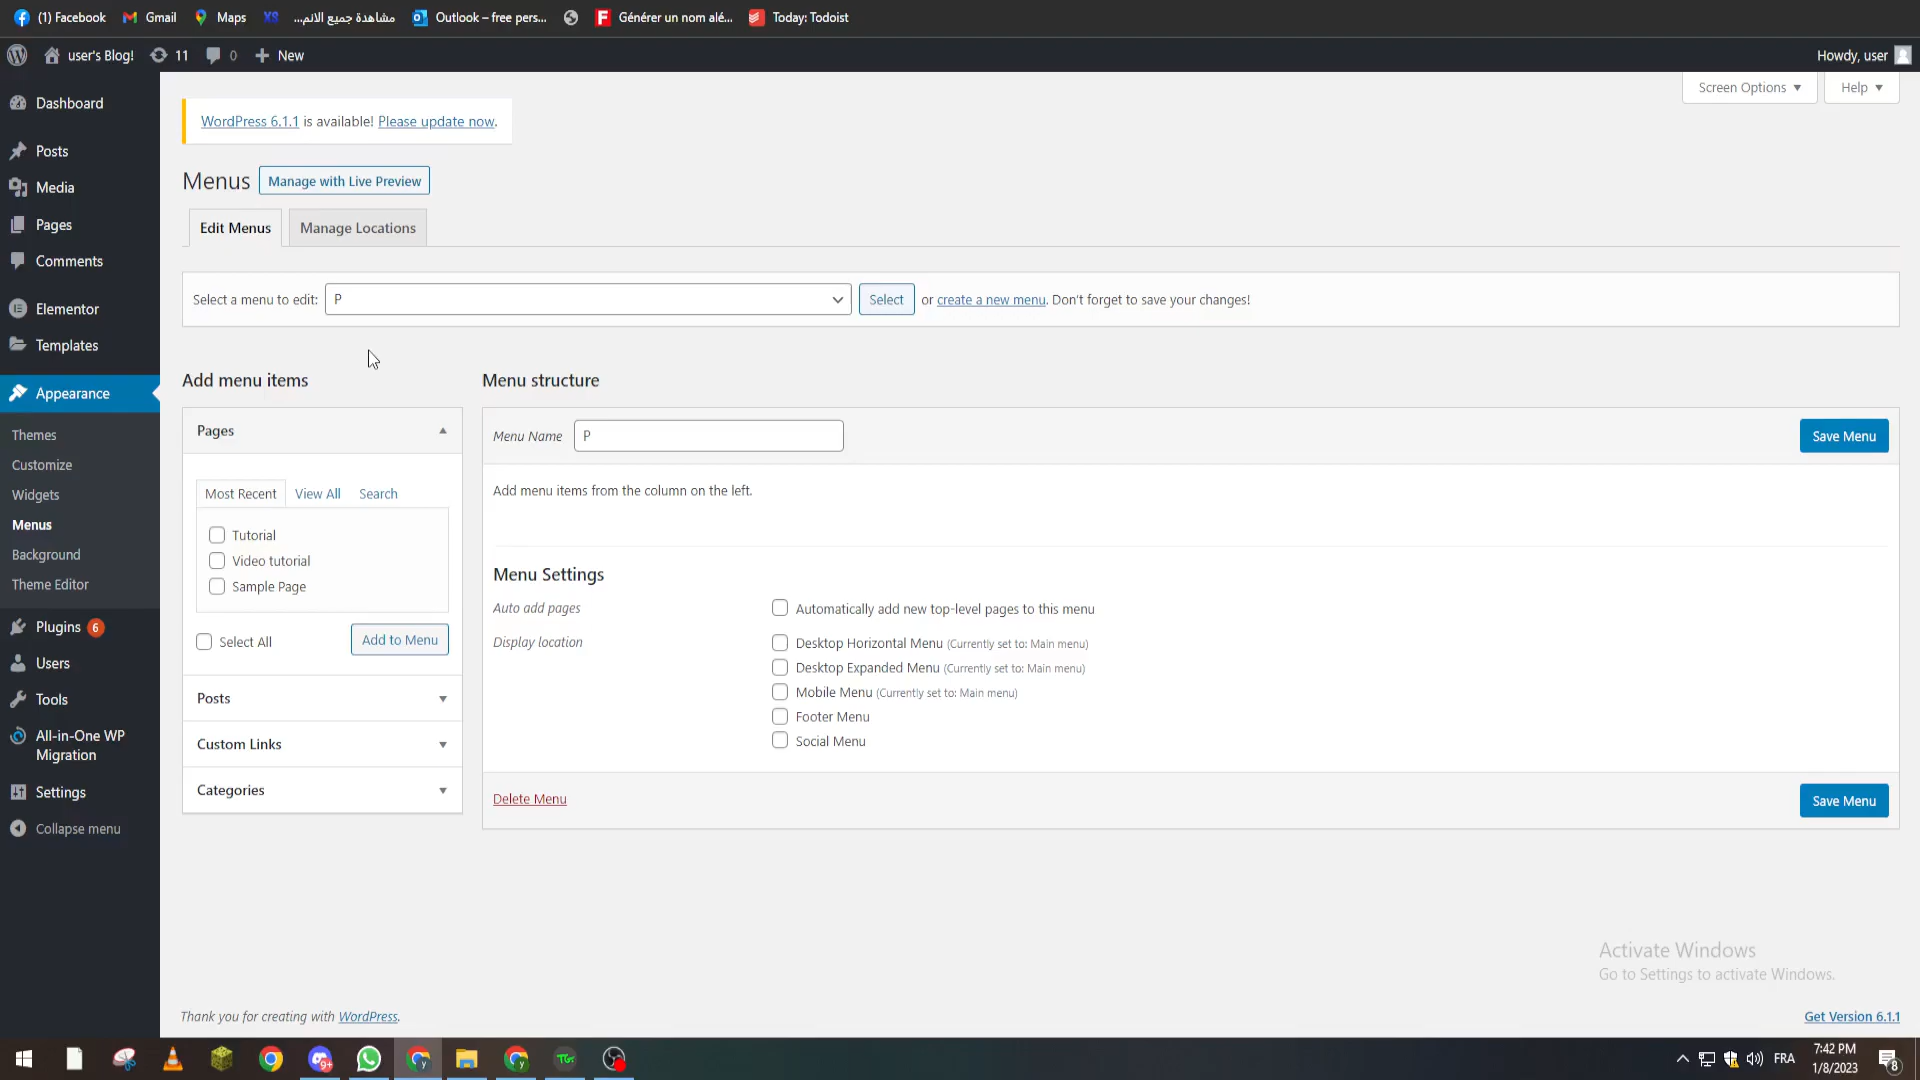 (1) Facebook
Gmail
Maps
XS
مشاهدة جميع الانم...
Outlook – free pers...
Générer un nom alé...
Today: Todoist
user's Blog!
11
0
New
Howdy, user
Dashboard
Posts
Media
Pages
Comments
Elementor
Templates
Appearance
Themes
Customize
Widgets
Menus
Background
Theme Editor
Plugins 6
Users
Tools
All-in-One WP
Migration
Settings
Collapse menu
Screen Options
Help
WordPress 6.1.1 is available! Please update now.
Menus
Manage with Live Preview
Edit Menus
Manage Locations
Select a menu to edit:
P
Select
or create a new menu. Don't forget to save your changes!
Add menu items
Pages
Most Recent
View All
Search
Tutorial
Video tutorial
Sample Page
Select All
Add to Menu
Posts
Custom Links
Categories
Menu structure
Menu Name
P
Save Menu
Add menu items from the column on the left.
Menu Settings
Auto add pages
Automatically add new top-level pages to this menu
Display location
Desktop Horizontal Menu (Currently set to: Main menu)
Desktop Expanded Menu (Currently set to: Main menu)
Mobile Menu (Currently set to: Main menu)
Footer Menu
Social Menu
Delete Menu
Save Menu
Activate Windows
Go to Settings to activate Windows.
Thank you for creating with WordPress.
Get Version 6.1.1
9+
FRA
7:42 PM
1/8/2023
8